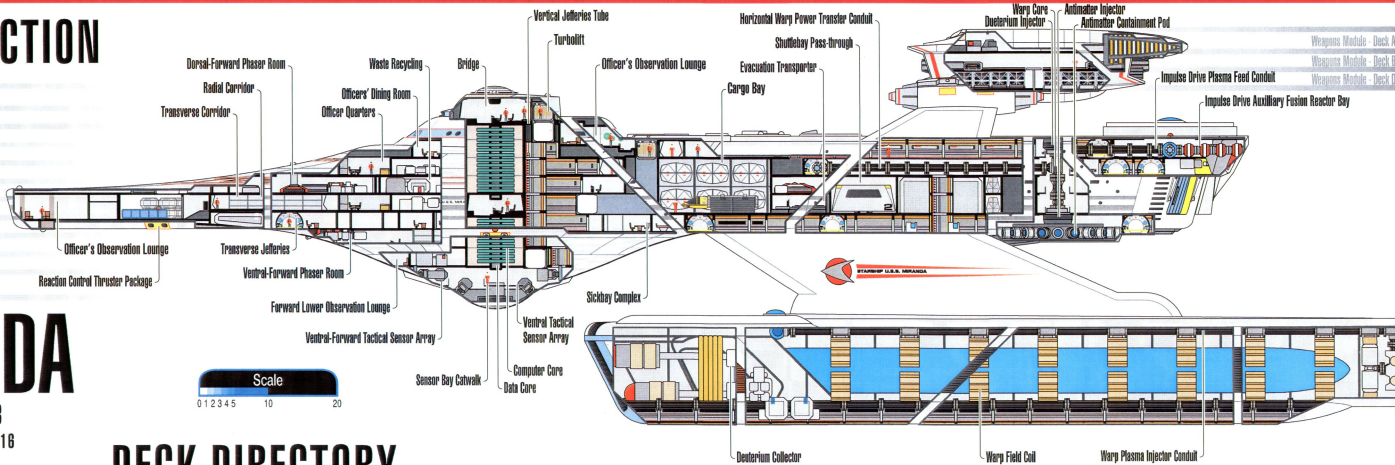 CTION
Vertical Jefferies Tube
Turbolift
Horizontal Warp Power Transfer Conduit
Shuttlebay Pass-through
Evacuation Transporter
Cargo Bay
Warp Core
Dueterium Injector
Antimatter Injector
Antimatter Containment Pod
Weapons Module - Deck A
Weapons Module - Deck B
Weapons Module - Deck
Impulse Drive Plasma Feed Conduit
Impulse Drive Auxilliary Fusion Reactor Bay
Dorsal-Forward Phaser Room
Radial Corridor
Transverse Corridor
Waste Recycling
Officers' Dining Room
Officer Quarters
Bridge
Officer's Observation Lounge
U.S.S. MIRANDA
2
Officer's Observation Lounge
Reaction Control Thruster Package
Transverse Jefferies
Ventral-Forward Phaser Room
Forward Lower Observation Lounge
Ventral-Forward Tactical Sensor Array
Sensor Bay Catwalk
Data Core
Computer Core
Ventral Tactical
Sensor Array
Sickbay Complex
STARSHIP U.S.S. MIRANDA
DA
16
Scale
0 1 2 3 4 5 10 20
DECK DIRECTORY
Deuterium Collector
Warp Field Coil
Warp Plasma Injector Conduit